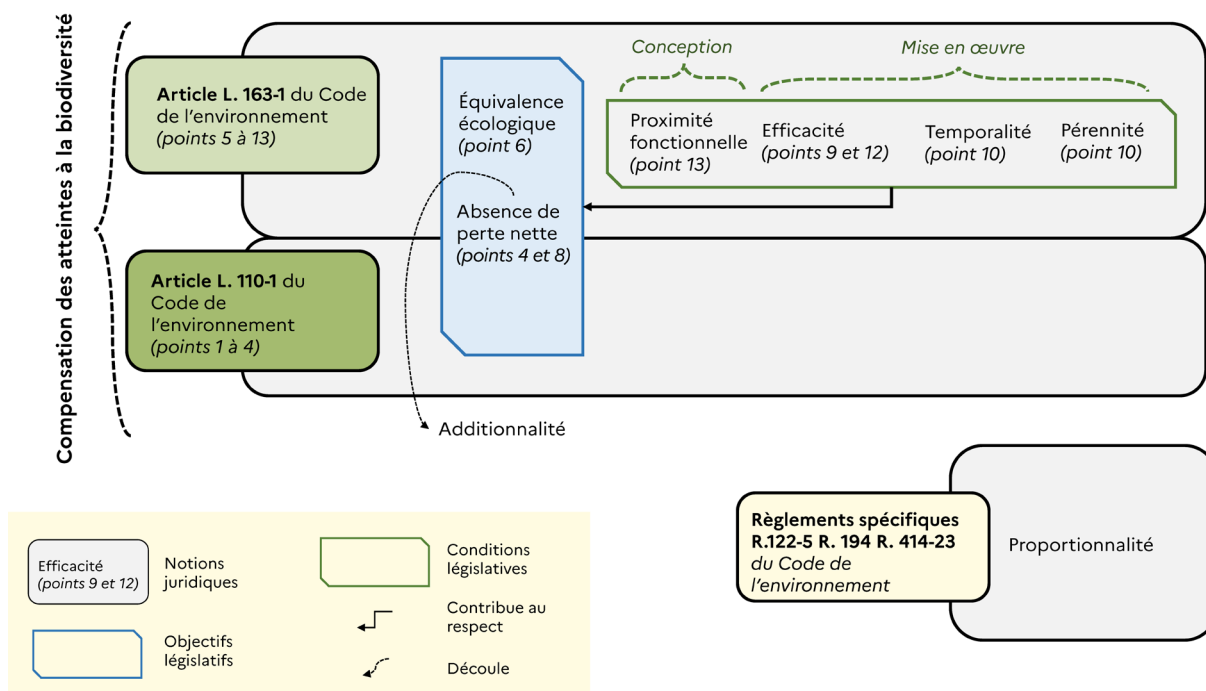 Compensation des atteintes à la biodiversité
Article L. 163-1 du Code
de l'environnement
(points 5 à 13)
Équivalence
écologique
(point 6)
Absence de
perte nette
(points 4 et 8)
Conception
Mise en œuvre
Proximité
fonctionnelle
(point 13)
Efficacité
(points 9 et 12)
Temporalité
(point 10)
Pérennité
(point 10)
Article L. 110-1 du
Code de
l'environnement
(points 1 à 4)
Additionnalité
Règlements spécifiques
R.122-5 R. 194 R. 414-23
du Code de
l'environnement
Proportionnalité
Efficacité
(points 9 et 12)
Notions
juridiques
Objectifs
législatifs
Conditions
législatives
Contribue au
respect
Découle